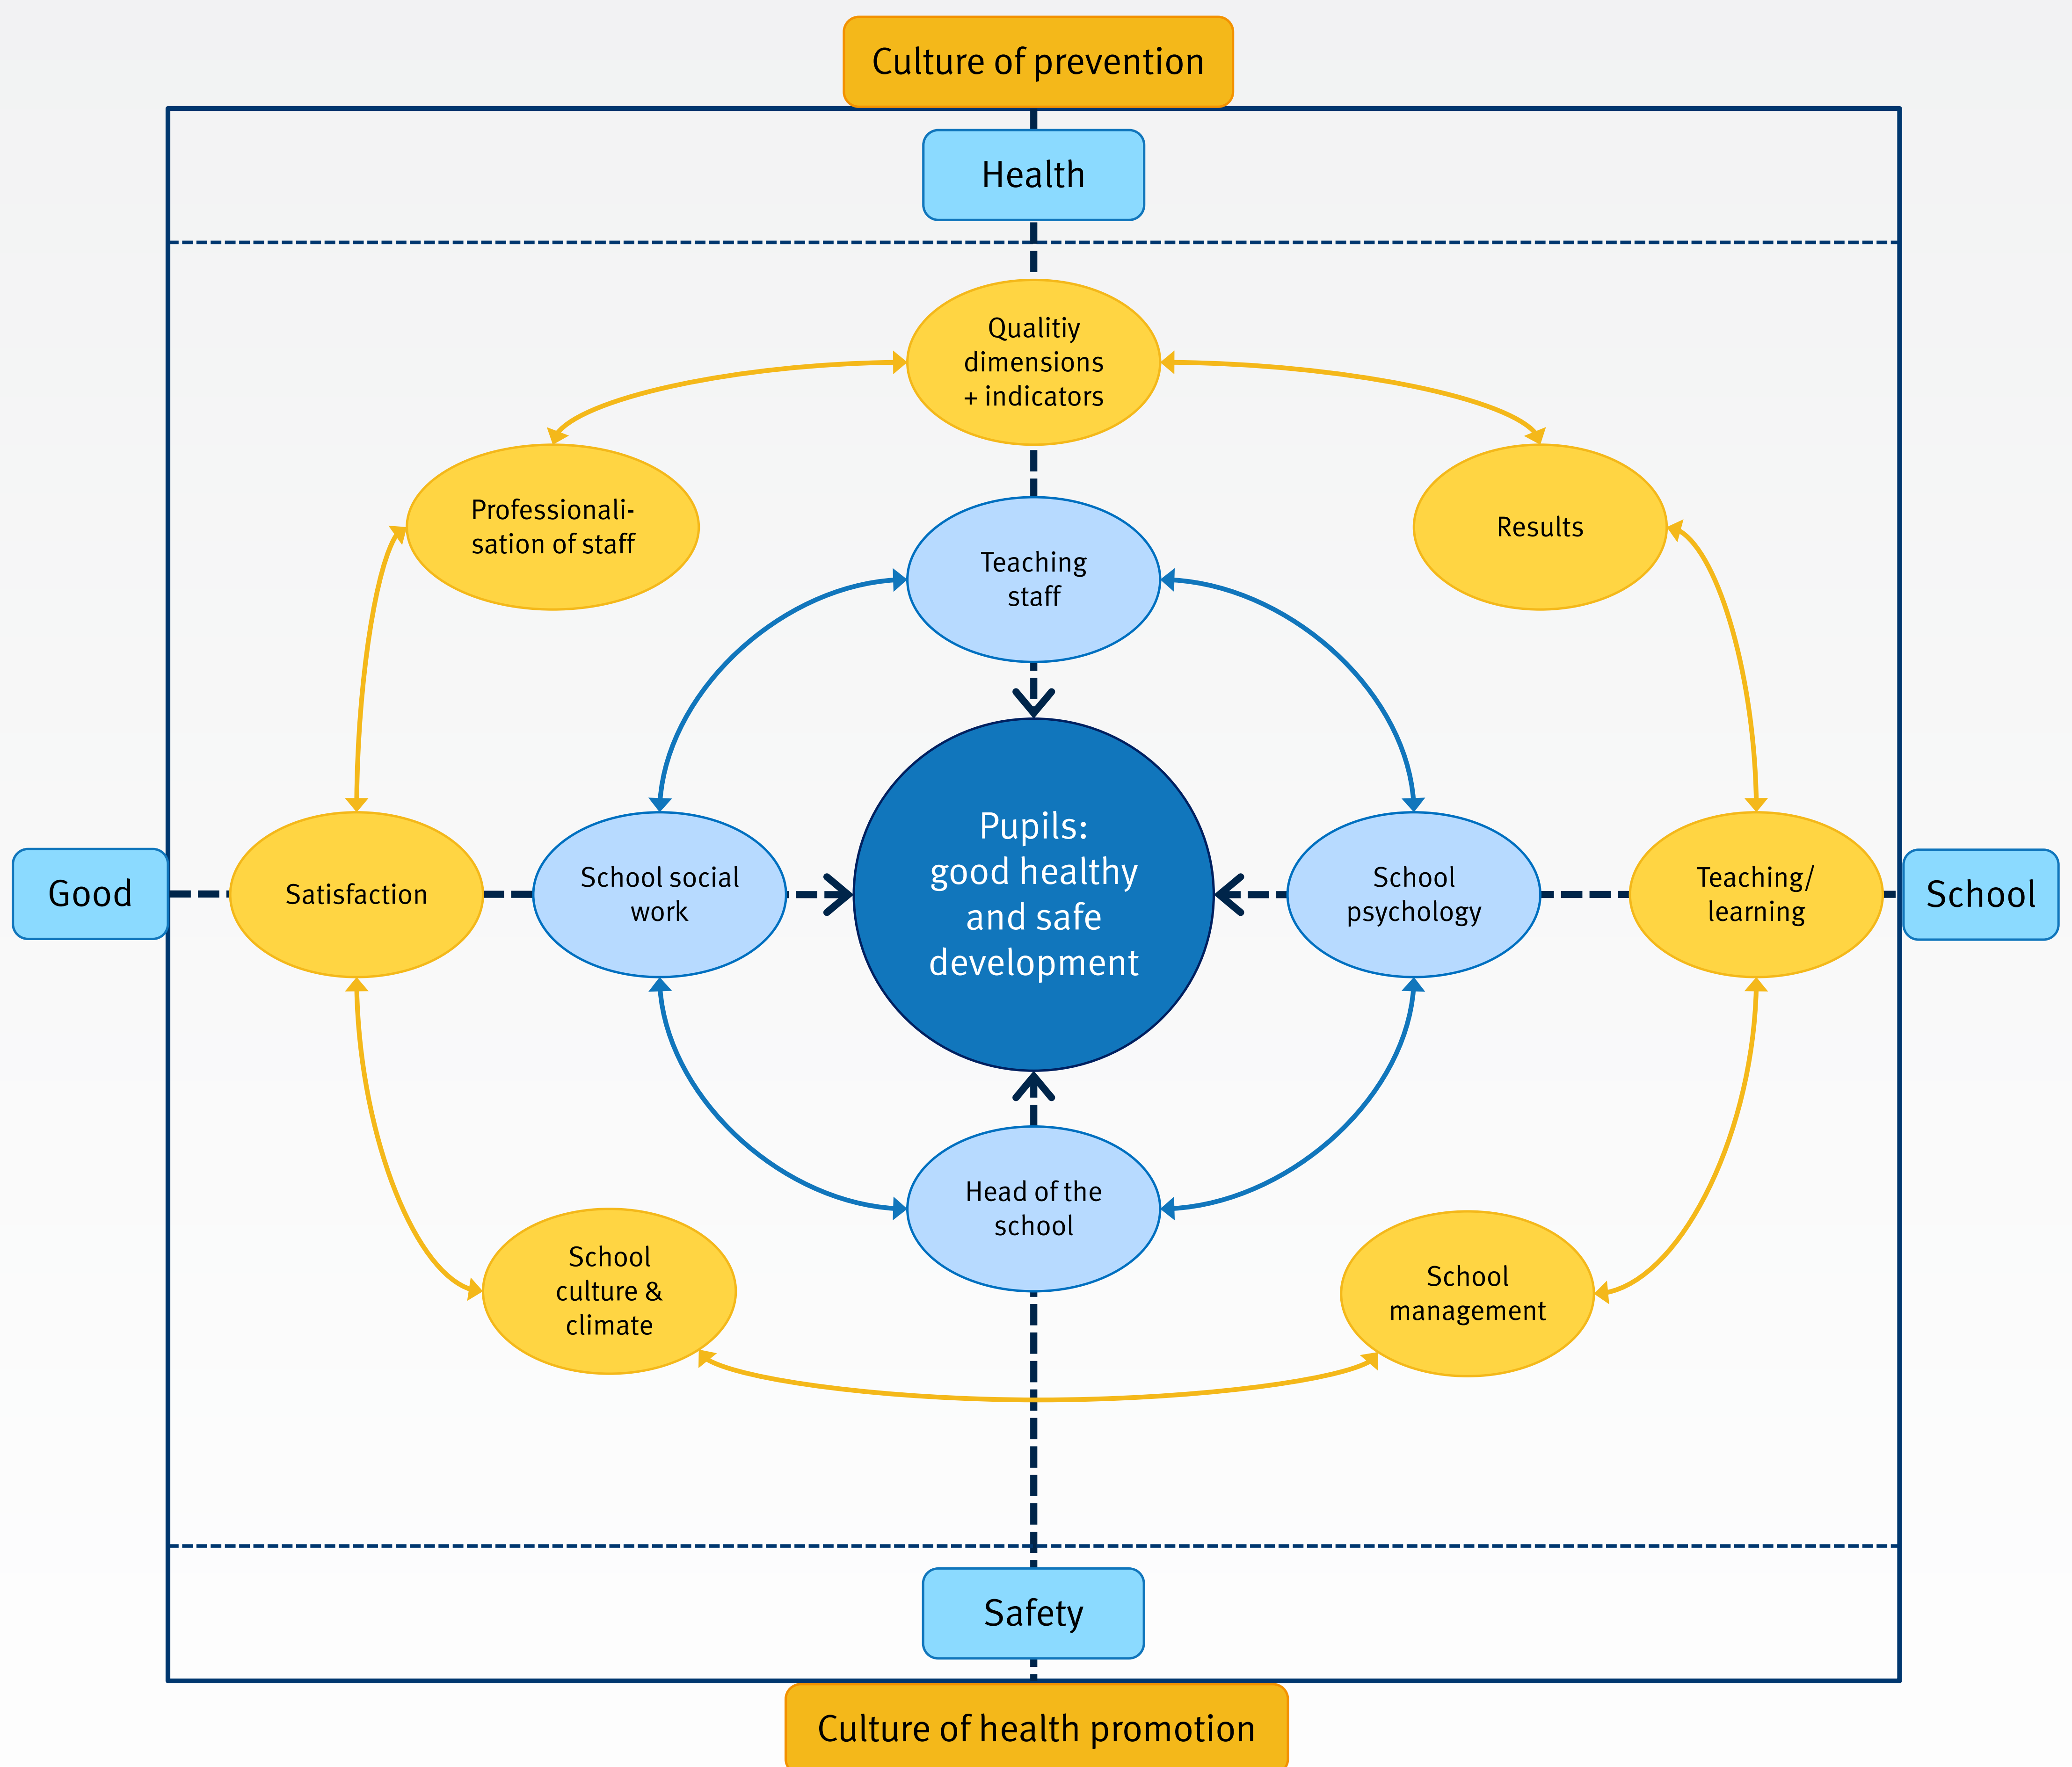 Culture of prevention
Health
Qualitiy
dimensions
+ indicators
Professionali-
sation of staff
Results
Teaching
staff
Good
Satisfaction
School social
work
Pupils:
good healthy
and safe
development
School
psychology
Teaching/
learning
School
Head of the
school
School
culture &
climate
School
management
Safety
Culture of health promotion